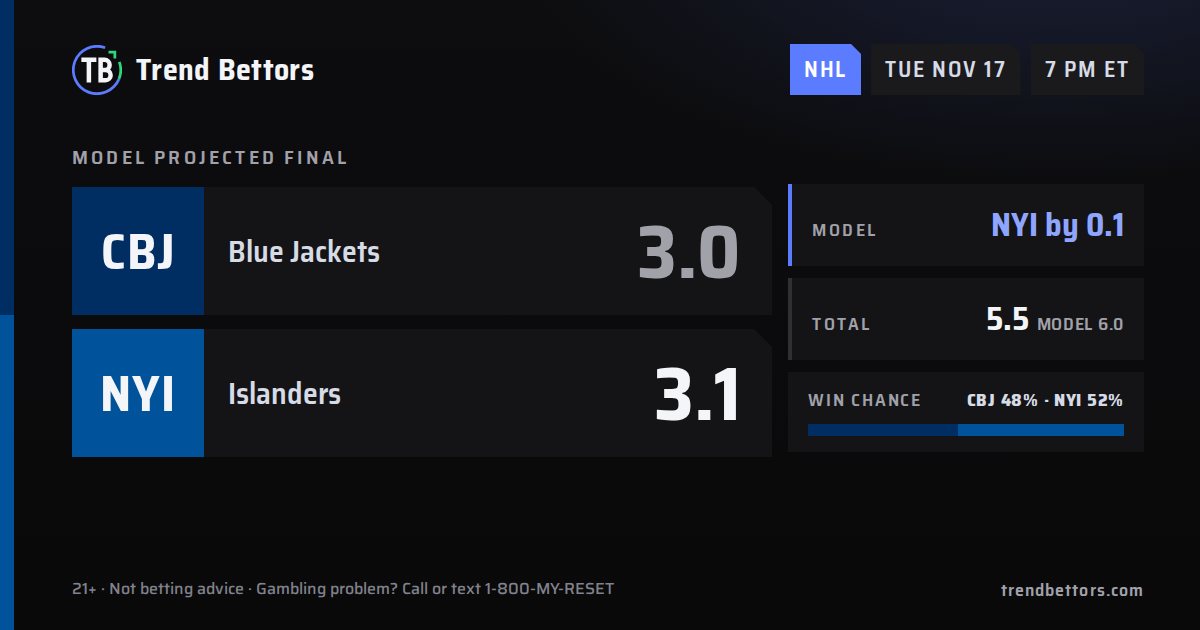 TB Trend Bettors
NHL TUE NOV 17 7 PM ET
MODEL PROJECTED FINAL
CBJ Blue Jackets 3.0
NYI Islanders 3.1
MODEL NYI by 0.1
TOTAL 5.5 MODEL 6.0
WIN CHANCE CBJ 48% · NYI 52%
21+ · Not betting advice · Gambling problem? Call or text 1-800-MY-RESET
trendbettors.com